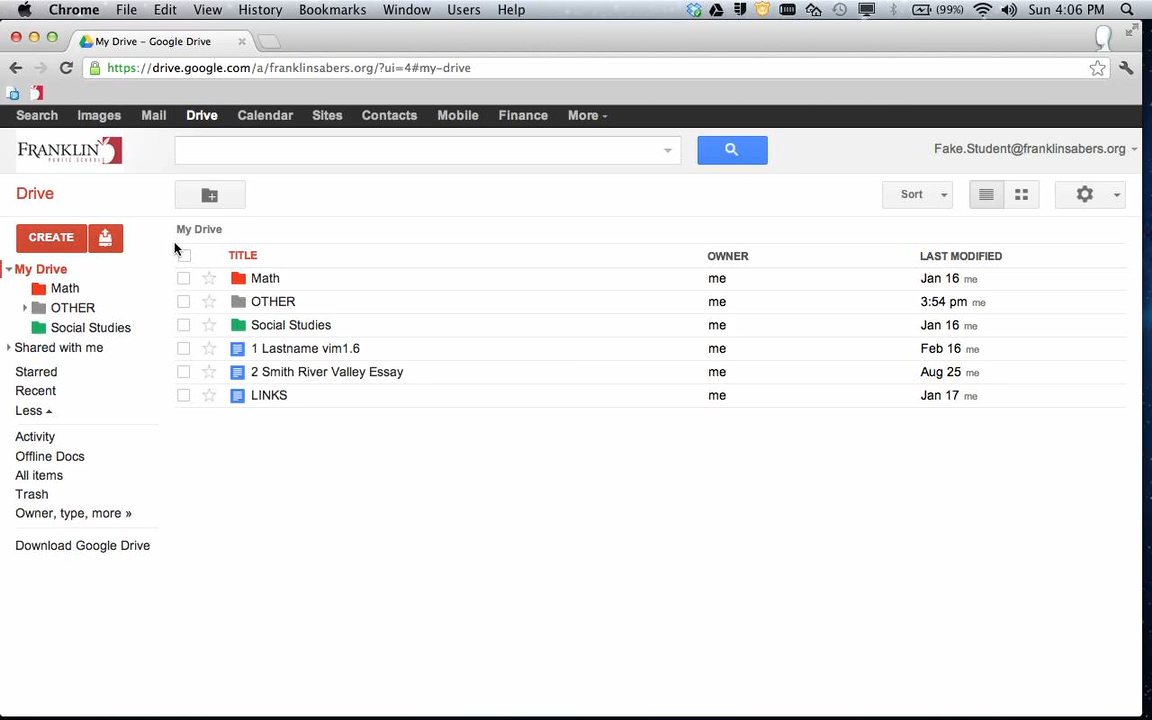 Chrome File Edit View History Bookmarks Window Users Help (99%) Sun 4:06 PM
My Drive – Google Drive
https://drive.google.com/a/franklinsabers.org/?ui=4#my-drive
Search Images Mail Drive Calendar Sites Contacts Mobile Finance More
FRANKLIN
PUBLIC SCHOOLS
Fake.Student@franklinsabers.org
Drive
Sort
CREATE
My Drive
TITLE OWNER LAST MODIFIED
My Drive
Math
OTHER
Social Studies
Shared with me
Starred
Recent
Less
Activity
Offline Docs
All items
Trash
Owner, type, more »
Download Google Drive
Math me Jan 16 me
OTHER me 3:54 pm me
Social Studies me Jan 16 me
1 Lastname vim1.6 me Feb 16 me
2 Smith River Valley Essay me Aug 25 me
LINKS me Jan 17 me